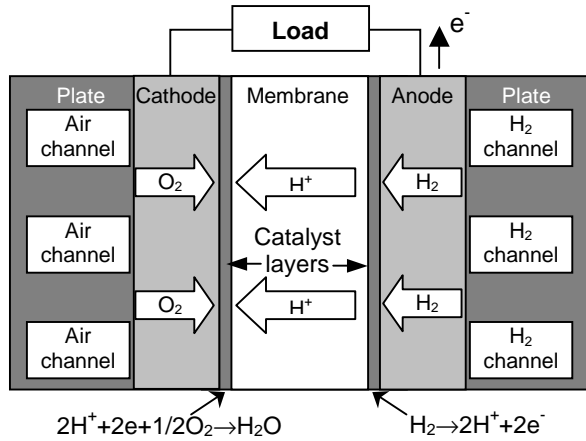 Load
e⁻
Plate
Cathode
Membrane
Anode
Plate
Air
channel
H₂
channel
O₂
H⁺
H₂
Air
channel
Catalyst
layers
H₂
channel
O₂
H⁺
H₂
Air
channel
H₂
channel
2H⁺+2e+1/2O₂→H₂O
H₂→2H⁺+2e⁻